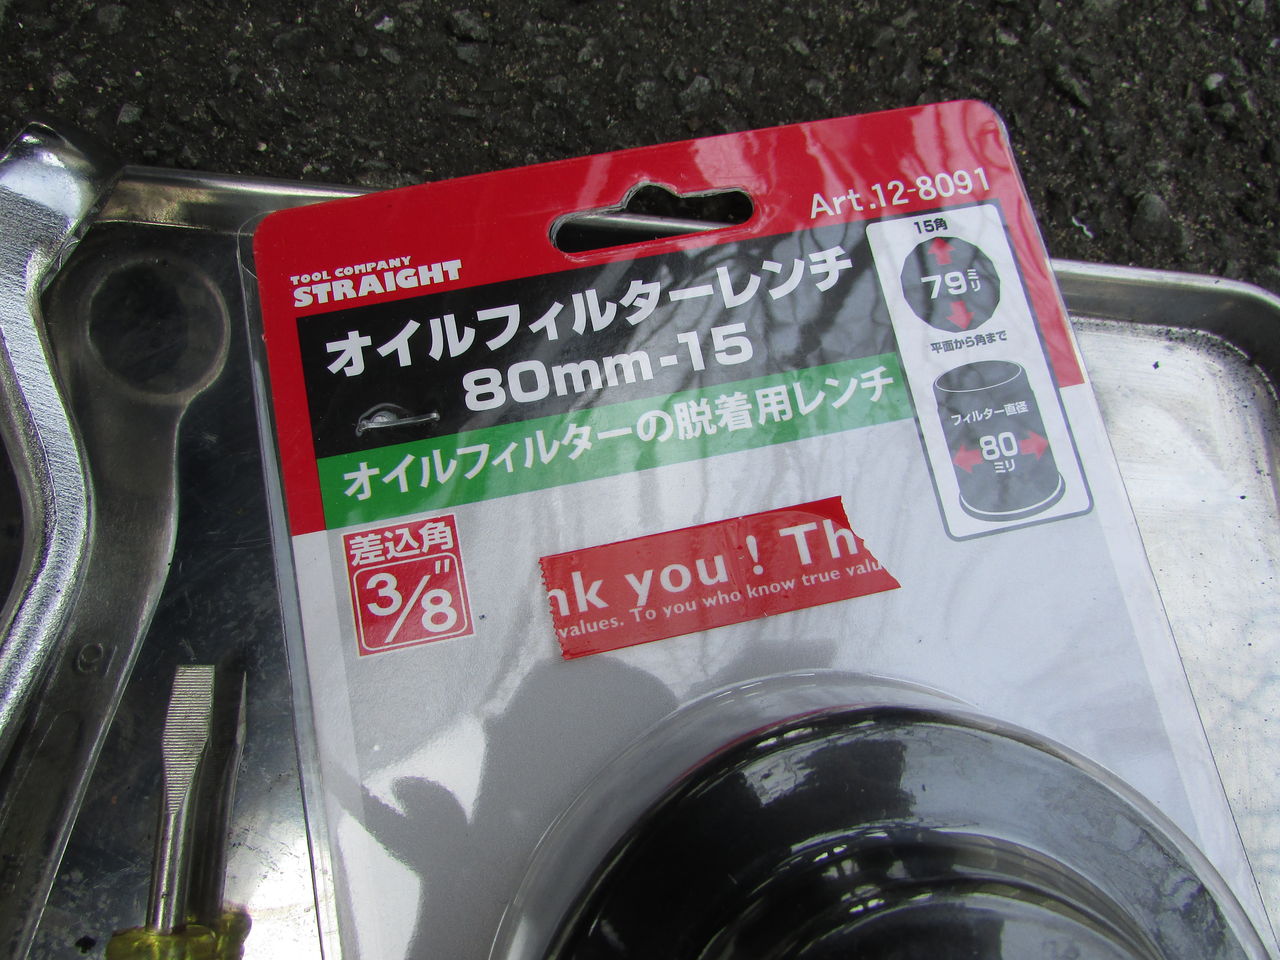 Art.12-8091
TOOL COMPANY
STRAIGHT
オイルフィルターレンチ
80mm-15
オイルフィルターの脱着用レンチ
15角
79ミリ
平面から角まで
フィルター直径
80
ミリ
差込角
3/8"
nk you! Th
values. To you who know true valu